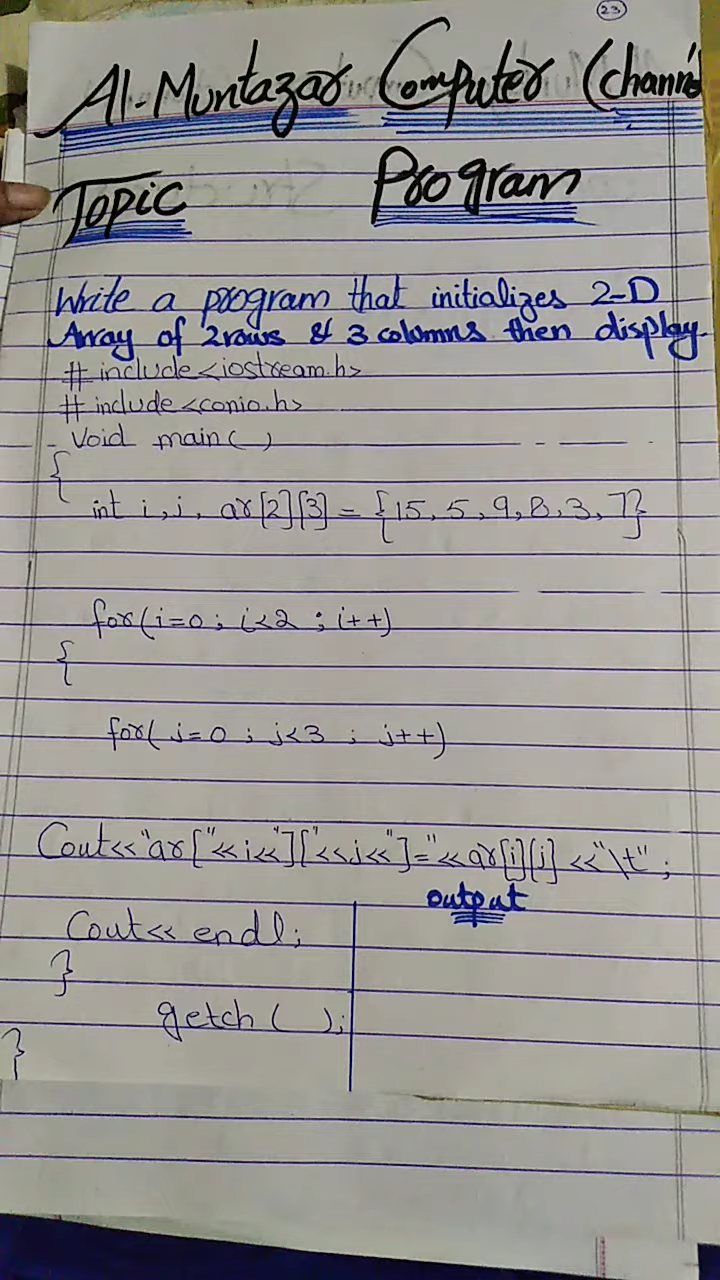 23
Al-Muntazar Computer (channel
Topic Program
Write a program that initializes 2-D
Array of 2 rows & 3 columns then display.
# include <iostream.h>
# include <conio.h>
Void main ( )
{
int i, j, ar[2][3] = {15, 5, 9, 8, 3, 7}
for(i=0 ; i<2 ; i++)
{
for( j=0 ; j<3 ; j++)
Cout<<"ar["<<i<<"]["<<j<<"]="<<ar[i][j] <<"\t" ;
output
Cout<< endl;
}
getch ( );
}